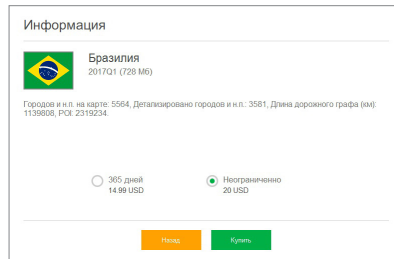 Информация
Бразилия
2017Q1 (728 Мб)
Городов и н.п. на карте: 5564, Детализировано городов и н.п.: 3581, Длина дорожного графа (км):
1139808, POI: 2319234.
365 дней
14.99 USD
Неограниченно
20 USD
Назад
Купить